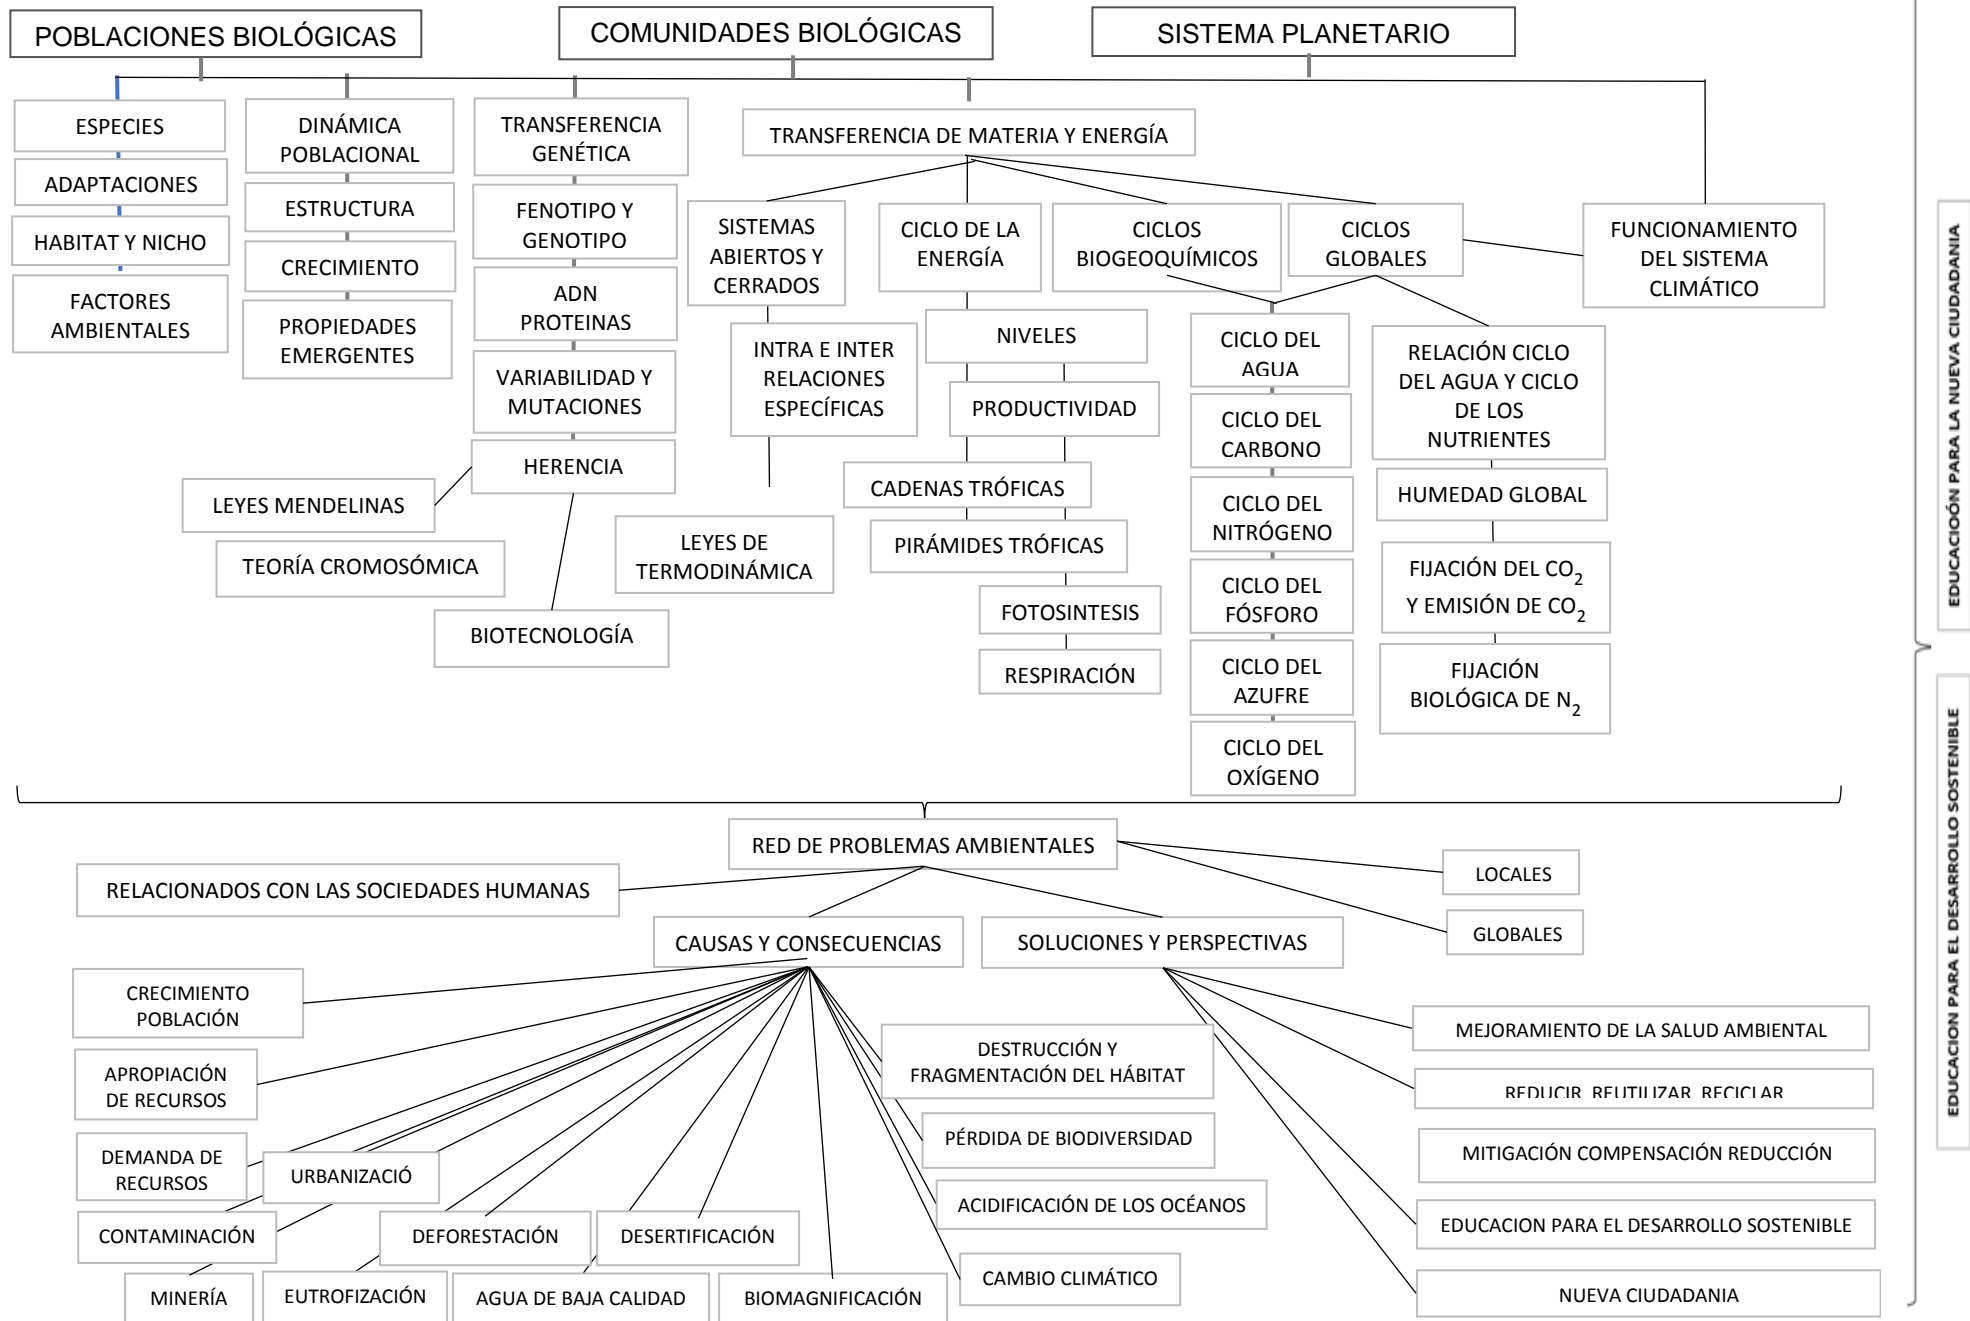 POBLACIONES BIOLÓGICAS
COMUNIDADES BIOLÓGICAS
SISTEMA PLANETARIO
ESPECIES
ADAPTACIONES
HABITAT Y NICHO
FACTORES
AMBIENTALES
DINÁMICA
POBLACIONAL
ESTRUCTURA
CRECIMIENTO
PROPIEDADES
EMERGENTES
TRANSFERENCIA
GENÉTICA
FENOTIPO Y
GENOTIPO
ADN
PROTEINAS
VARIABILIDAD Y
MUTACIONES
HERENCIA
LEYES MENDELINAS
TEORÍA CROMOSÓMICA
BIOTECNOLOGÍA
TRANSFERENCIA DE MATERIA Y ENERGÍA
SISTEMAS
ABIERTOS Y
CERRADOS
INTRA E INTER
RELACIONES
ESPECÍFICAS
LEYES DE
TERMODINÁMICA
CICLO DE LA
ENERGÍA
NIVELES
PRODUCTIVIDAD
CADENAS TRÓFICAS
PIRÁMIDES TRÓFICAS
FOTOSINTESIS
RESPIRACIÓN
CICLOS
BIOGEOQUÍMICOS
CICLOS
GLOBALES
CICLO DEL
AGUA
CICLO DEL
CARBONO
CICLO DEL
NITRÓGENO
CICLO DEL
FÓSFORO
CICLO DEL
AZUFRE
CICLO DEL
OXÍGENO
RELACIÓN CICLO
DEL AGUA Y CICLO
DE LOS
NUTRIENTES
HUMEDAD GLOBAL
FIJACIÓN DEL CO2
Y EMISIÓN DE CO2
FIJACIÓN
BIOLÓGICA DE N2
FUNCIONAMIENTO
DEL SISTEMA
CLIMÁTICO
EDUCACIOÓN PARA LA NUEVA CIUDADANIA
EDUCACION PARA EL DESARROLLO SOSTENIBLE
RED DE PROBLEMAS AMBIENTALES
RELACIONADOS CON LAS SOCIEDADES HUMANAS
LOCALES
GLOBALES
CAUSAS Y CONSECUENCIAS
SOLUCIONES Y PERSPECTIVAS
CRECIMIENTO
POBLACIÓN
APROPIACIÓN
DE RECURSOS
DEMANDA DE
RECURSOS
URBANIZACIÓ
CONTAMINACIÓN
DEFORESTACIÓN
DESERTIFICACIÓN
MINERÍA
EUTROFIZACIÓN
AGUA DE BAJA CALIDAD
BIOMAGNIFICACIÓN
DESTRUCCIÓN Y
FRAGMENTACIÓN DEL HÁBITAT
PÉRDIDA DE BIODIVERSIDAD
ACIDIFICACIÓN DE LOS OCÉANOS
CAMBIO CLIMÁTICO
MEJORAMIENTO DE LA SALUD AMBIENTAL
REDUCIR REUTILIZAR RECICLAR
MITIGACIÓN COMPENSACIÓN REDUCCIÓN
EDUCACION PARA EL DESARROLLO SOSTENIBLE
NUEVA CIUDADANIA